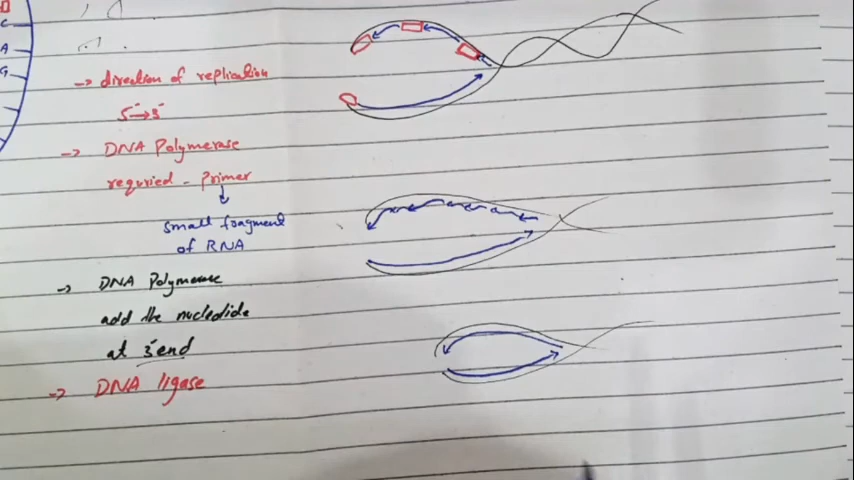 C
A
G
→ direction of replication
5'→3'
→ DNA Polymerase
requried - Primer
↓
small fragment
of RNA
→ DNA Polymerase
add the nucleotide
at 3'end
→ DNA ligase